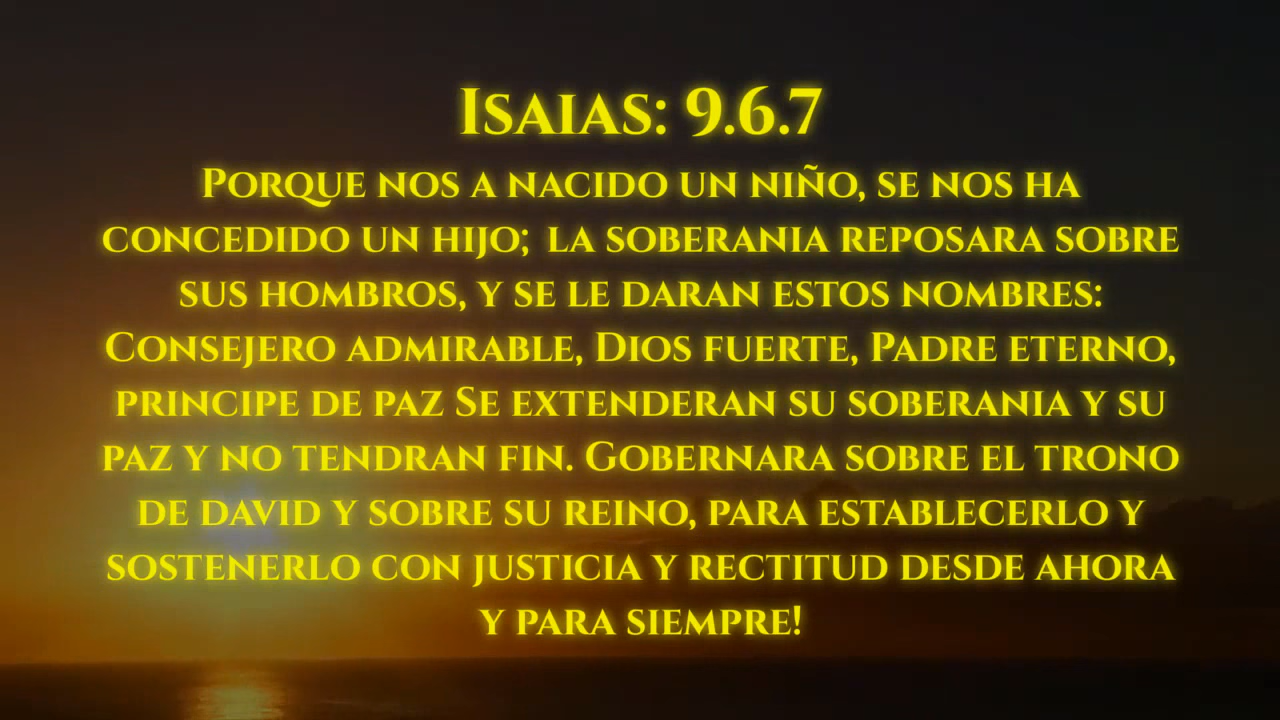 Isaias: 9.6.7
Porque nos a nacido un niño, se nos ha
concedido un hijo; la soberania reposara sobre
sus hombros, y se le daran estos nombres:
Consejero admirable, Dios fuerte, Padre eterno,
principe de paz Se extenderan su soberania y su
paz y no tendran fin. Gobernara sobre el trono
de david y sobre su reino, para establecerlo y
sostenerlo con justicia y rectitud desde ahora
y para siempre!